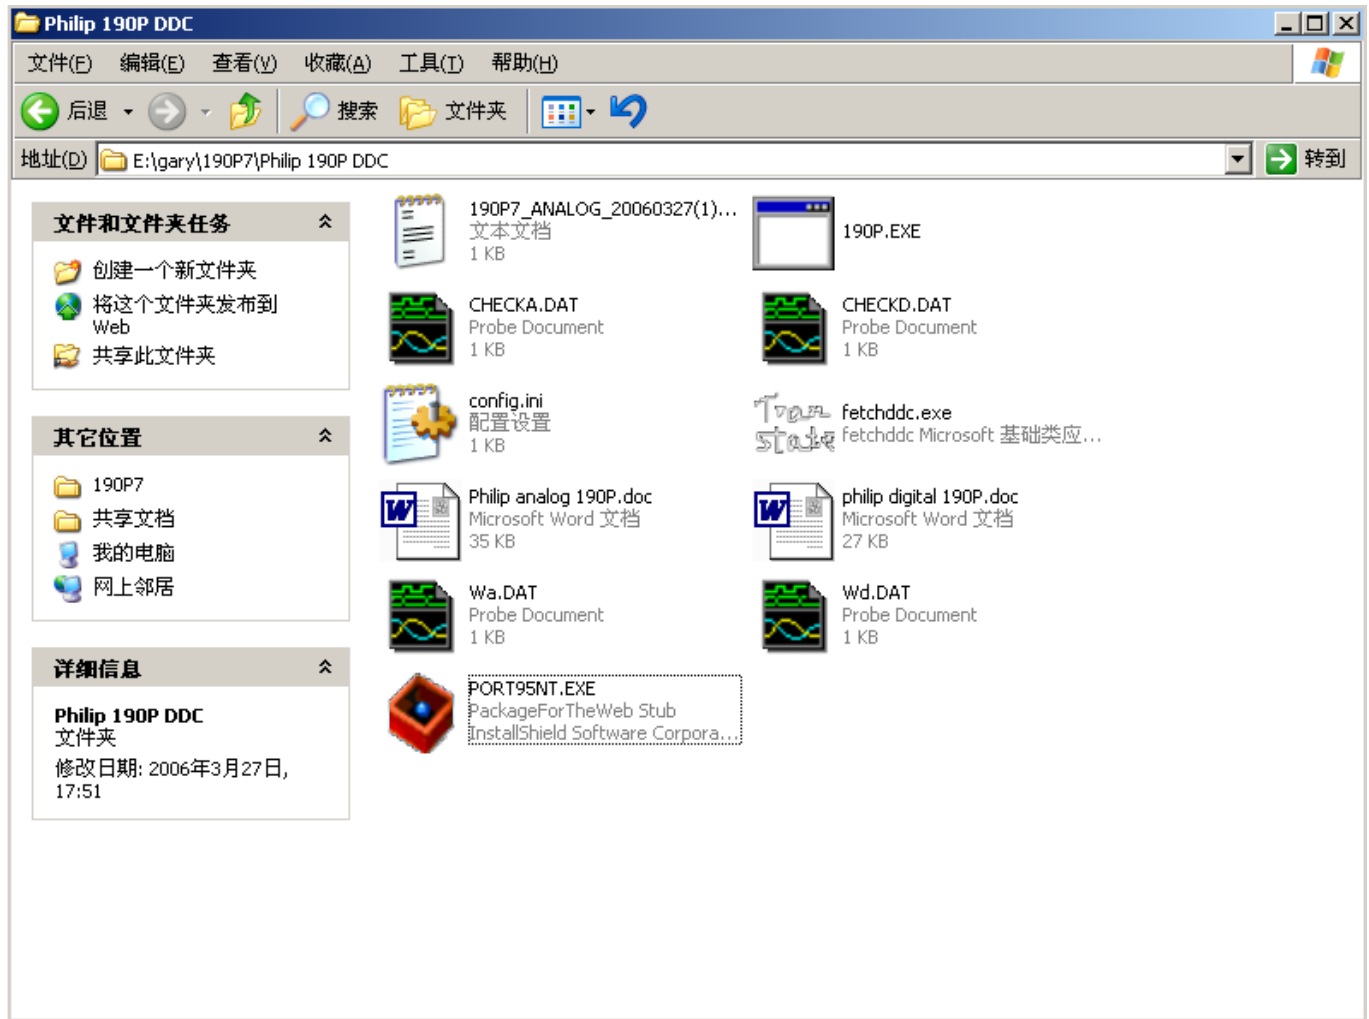 Philip 190P DDC
文件(F) 编辑(E) 查看(V) 收藏(A) 工具(T) 帮助(H)
后退 搜索 文件夹
地址(D) E:\gary\190P7\Philip 190P DDC 转到
文件和文件夹任务
创建一个新文件夹
将这个文件夹发布到
Web
共享此文件夹
其它位置
190P7
共享文档
我的电脑
网上邻居
详细信息
Philip 190P DDC
文件夹
修改日期: 2006年3月27日,
17:51
190P7_ANALOG_20060327(1)...
文本文档
1 KB
190P.EXE
CHECKA.DAT
Probe Document
1 KB
CHECKD.DAT
Probe Document
1 KB
config.ini
配置设置
1 KB
fetchddc.exe
fetchddc Microsoft 基础类应...
Philip analog 190P.doc
Microsoft Word 文档
35 KB
philip digital 190P.doc
Microsoft Word 文档
27 KB
Wa.DAT
Probe Document
1 KB
Wd.DAT
Probe Document
1 KB
PORT95NT.EXE
PackageForTheWeb Stub
InstallShield Software Corpora...